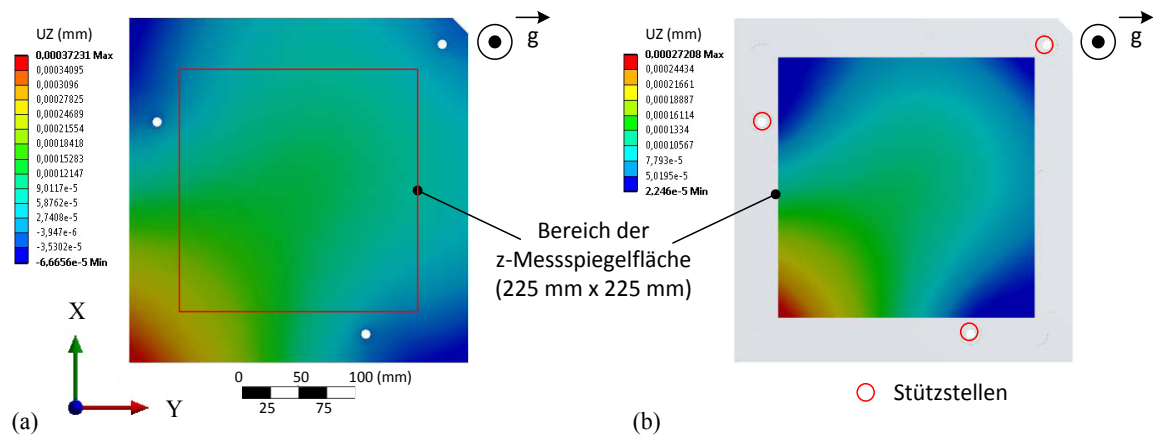 UZ (mm)
0,00037231 Max
0,00034095
0,0003096
0,00027825
0,00024689
0,00021554
0,00018418
0,00015283
0,00012147
9,0117e-5
5,8762e-5
2,7408e-5
-3,947e-6
-3,5302e-5
-6,6656e-5 Min
g
X
Y
0 50 100 (mm)
25 75
(a)
Bereich der
z-Messspiegelfläche
(225 mm x 225 mm)
UZ (mm)
0,00027208 Max
0,00024434
0,00021661
0,00018887
0,00016114
0,0001334
0,00010567
7,793e-5
5,0195e-5
2,246e-5 Min
g
Stützstellen
(b)